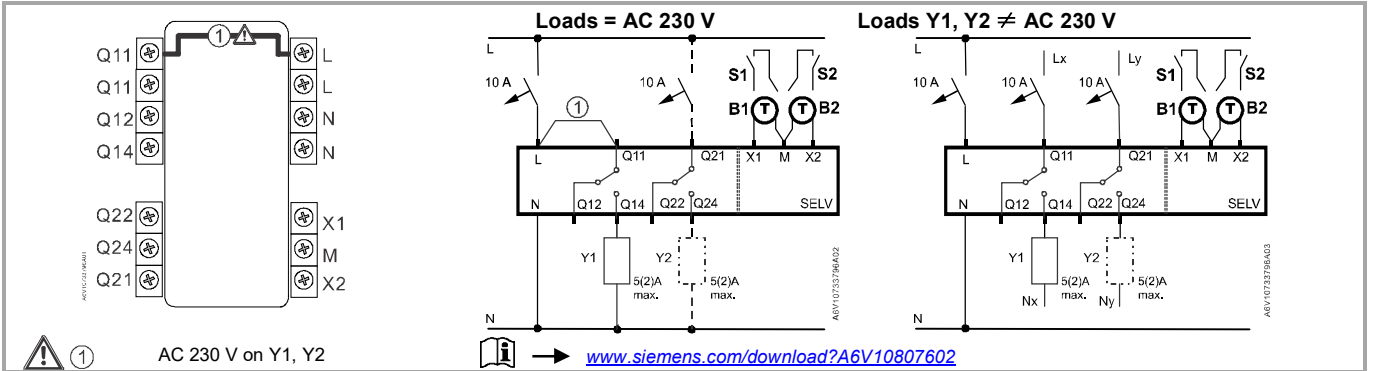 Loads = AC 230 V
Loads Y1, Y2 ≠ AC 230 V
Q11 ① L
Q11 L
Q12 N
Q14 N
Q22 X1
Q24 M
Q21 X2
① AC 230 V on Y1, Y2
L
10 A
10 A
S1 S2
①
B1 T T B2
L Q11 Q21 X1 M X2
N Q12 Q14 Q22 Q24 SELV
Y1 Y2
5(2)A max.
5(2)A max.
N
A6V10733796A02
L
Lx Ly
10 A
10 A
10 A
S1 S2
B1 T T B2
L Q11 Q21 X1 M X2
N Q12 Q14 Q22 Q24 SELV
Y1 Y2
5(2)A max.
5(2)A max.
Nx Ny
N
A6V10733796A03
i www.siemens.com/download?A6V10807602